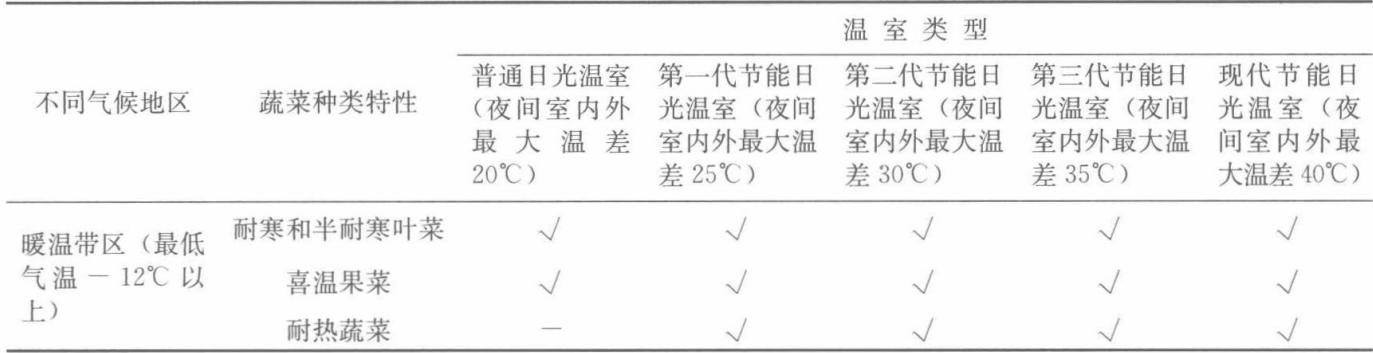 温 室 类 型
不同气候地区 蔬菜种类特性
普通日光温室（夜间室内外最大温差20℃）
第一代节能日光温室（夜间室内外最大温差25℃）
第二代节能日光温室（夜间室内外最大温差30℃）
第三代节能日光温室（夜间室内外最大温差35℃）
现代节能日光温室（夜间室内外最大温差40℃）
暖温带区（最低气温－12℃以上）
耐寒和半耐寒叶菜 √ √ √ √ √
喜温果菜 √ √ √ √ √
耐热蔬菜 － √ √ √ √